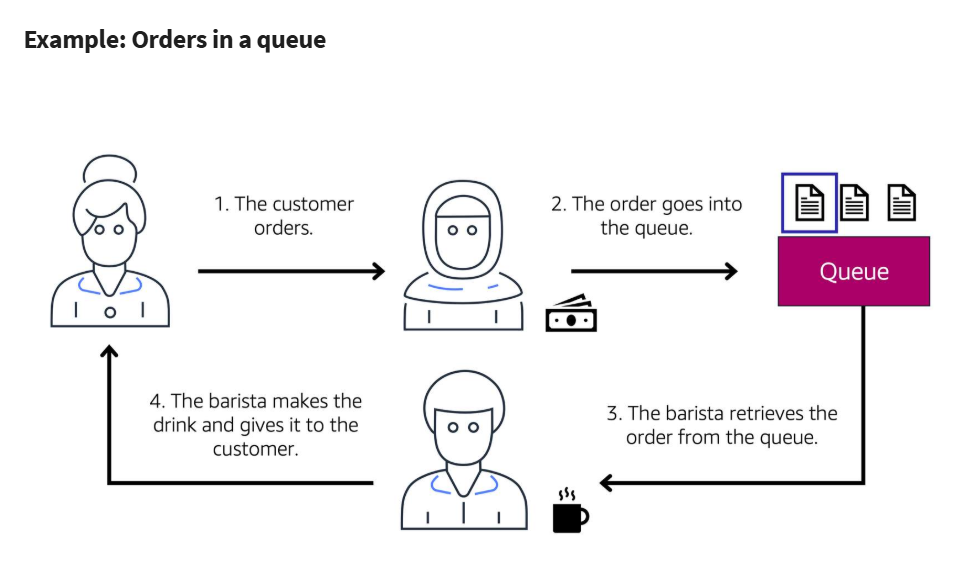 Example: Orders in a queue
1. The customer
orders.
2. The order goes into
the queue.
Queue
3. The barista retrieves the
order from the queue.
4. The barista makes the
drink and gives it to the
customer.